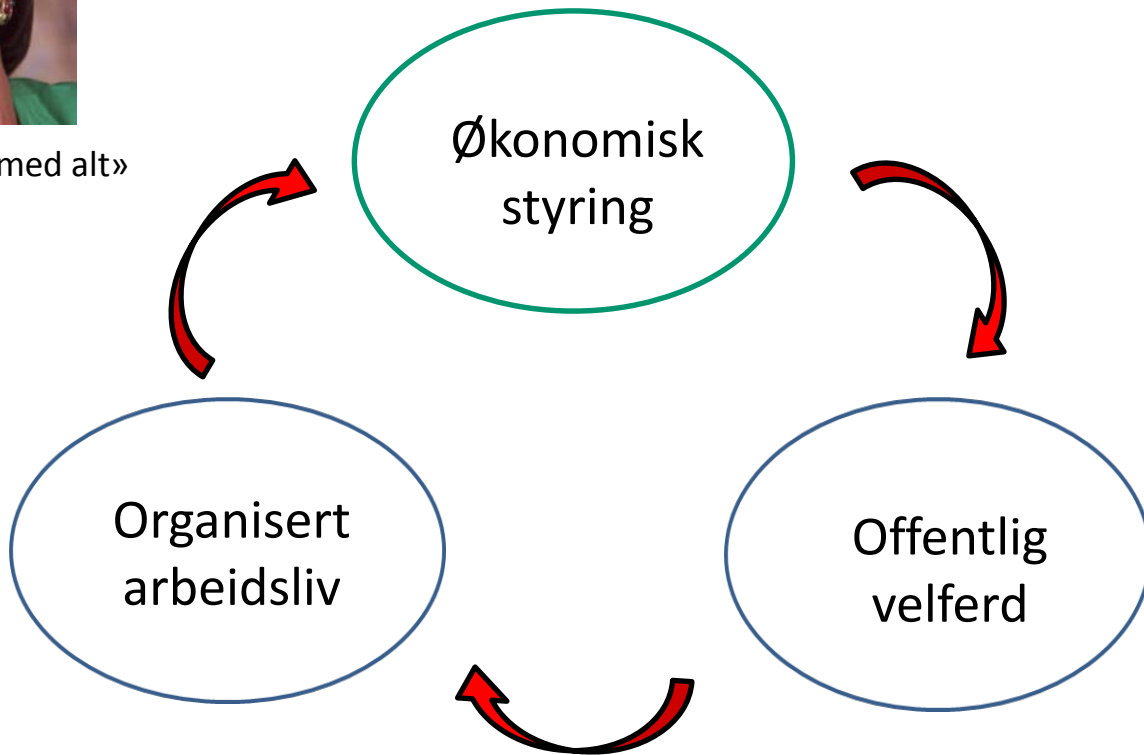 med alt»
Økonomisk
styring
Organisert
arbeidsliv
Offentlig
velferd